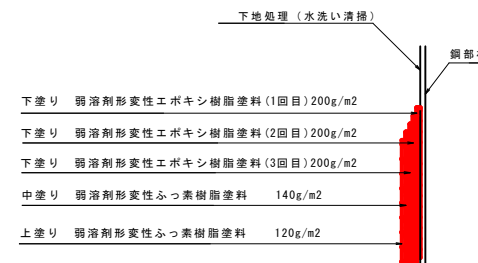 下地処理（水洗い清掃）
鋼部
下塗り　弱溶剤形変性エポキシ樹脂塗料(1回目)200g/m2
下塗り　弱溶剤形変性エポキシ樹脂塗料(2回目)200g/m2
下塗り　弱溶剤形変性エポキシ樹脂塗料(3回目)200g/m2
中塗り　弱溶剤形変性ふっ素樹脂塗料　　140g/m2
上塗り　弱溶剤形変性ふっ素樹脂塗料　　120g/m2